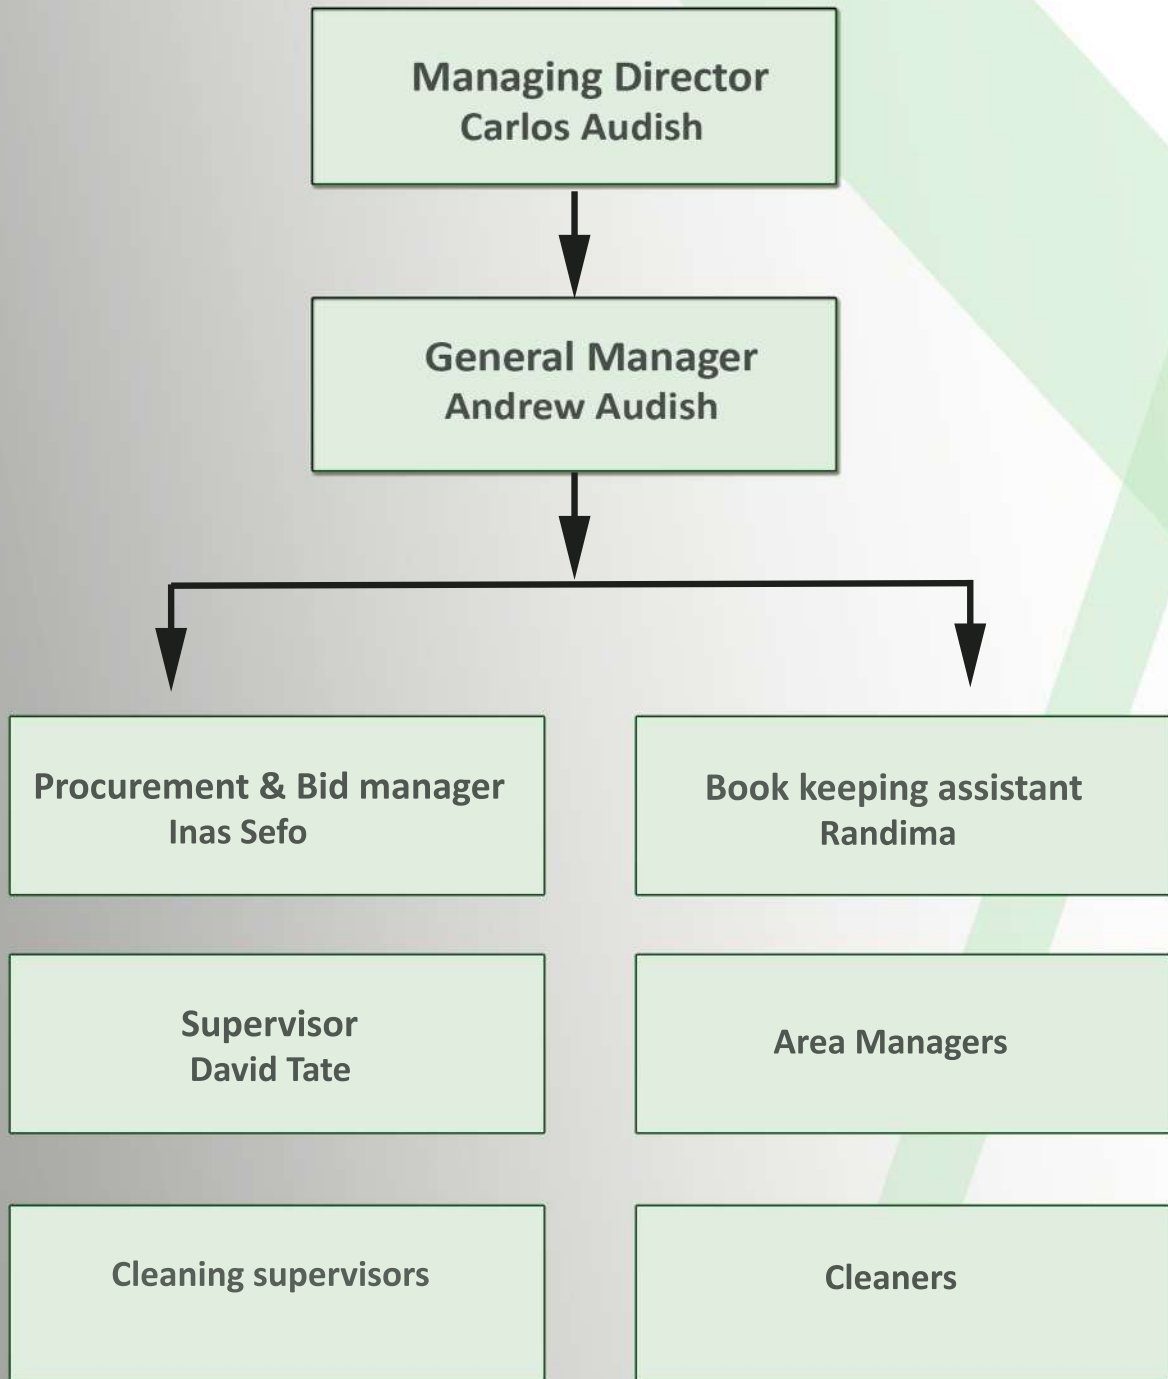 Managing Director
Carlos Audish
General Manager
Andrew Audish
Procurement & Bid manager
Inas Sefo
Book keeping assistant
Randima
Supervisor
David Tate
Area Managers
Cleaning supervisors
Cleaners